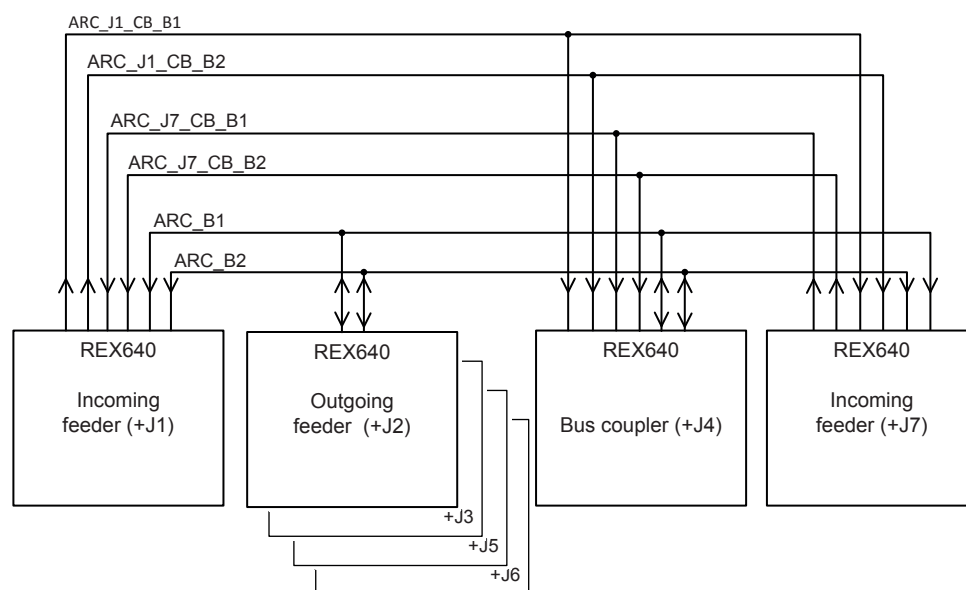 ARC_J1_CB_B1
ARC_J1_CB_B2
ARC_J7_CB_B1
ARC_J7_CB_B2
ARC_B1
ARC_B2
REX640
Incoming
feeder (+J1)
REX640
Outgoing
feeder (+J2)
+J3
+J5
+J6
REX640
Bus coupler (+J4)
REX640
Incoming
feeder (+J7)